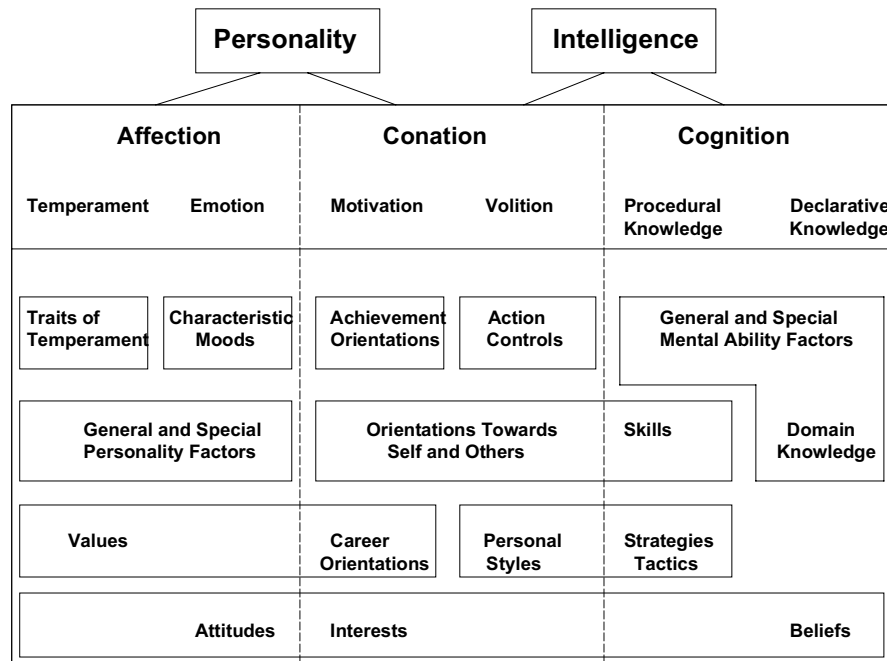 Personality Intelligence
Affection Conation Cognition
Temperament Emotion Motivation Volition Procedural Declarative
Knowledge Knowledge
Traits of Characteristic Achievement Action General and Special
Temperament Moods Orientations Controls Mental Ability Factors
General and Special Orientations Towards Skills Domain
Personality Factors Self and Others Knowledge
Values Career Personal Strategies
Orientations Styles Tactics
Attitudes Interests Beliefs